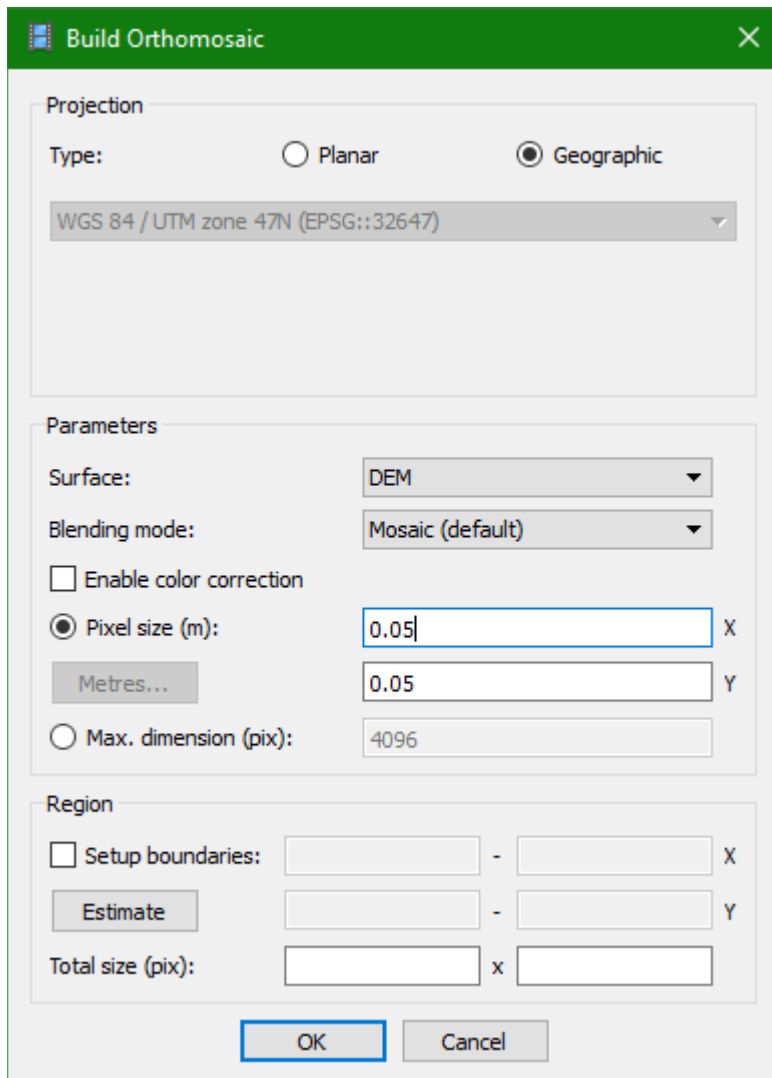 Build Orthomosaic
Projection
Type: Planar Geographic
WGS 84 / UTM zone 47N (EPSG::32647)
Parameters
Surface: DEM
Blending mode: Mosaic (default)
Enable color correction
Pixel size (m): 0.05 X
Metres... 0.05 Y
Max. dimension (pix): 4096
Region
Setup boundaries: - X
Estimate - Y
Total size (pix): x
OK Cancel